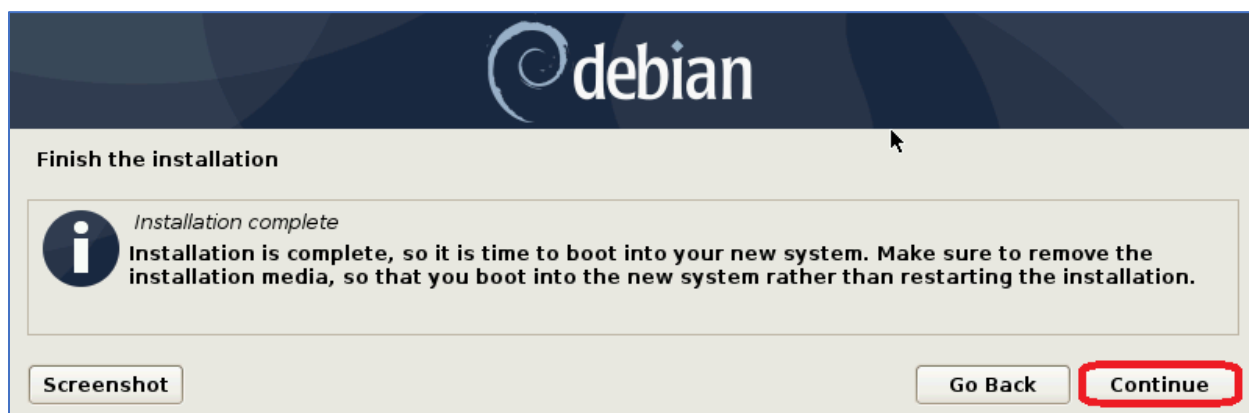 debian
Finish the installation
Installation complete
Installation is complete, so it is time to boot into your new system. Make sure to remove the
installation media, so that you boot into the new system rather than restarting the installation.
Screenshot Go Back Continue